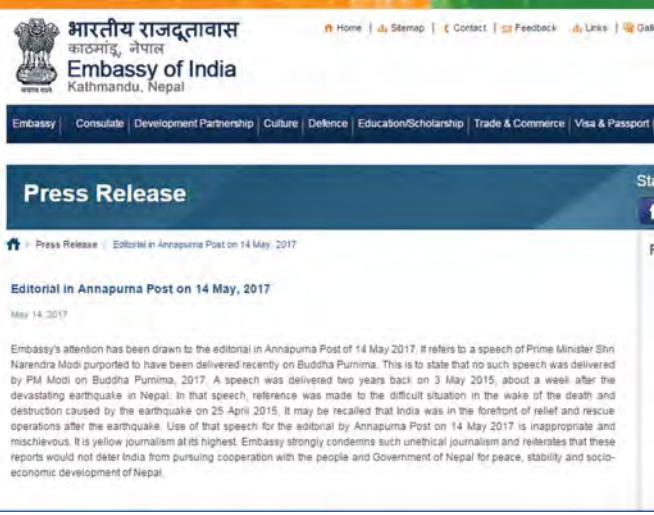 भारतीय राजदूतावास
काठमांडू, नेपाल
Embassy of India
Kathmandu, Nepal
सत्यमेव जयते
Home | Sitemap | Contact | Feedback | Links | Gall
Embassy | Consulate | Development Partnership | Culture | Defence | Education/Scholarship | Trade & Commerce | Visa & Passport
Press Release
Sta
Press Release Editorial in Annapurna Post on 14 May, 2017
Editorial in Annapurna Post on 14 May, 2017
May 14, 2017
Embassy's attention has been drawn to the editorial in Annapurna Post of 14 May 2017. It refers to a speech of Prime Minister Shri
Narendra Modi purported to have been delivered recently on Buddha Purnima. This is to state that no such speech was delivered
by PM Modi on Buddha Purnima, 2017. A speech was delivered two years back on 3 May 2015, about a week after the
devastating earthquake in Nepal. In that speech, reference was made to the difficult situation in the wake of the death and
destruction caused by the earthquake on 25 April 2015. It may be recalled that India was in the forefront of relief and rescue
operations after the earthquake. Use of that speech for the editorial by Annapurna Post on 14 May 2017 is inappropriate and
mischievous. It is yellow journalism at its highest. Embassy strongly condemns such unethical journalism and reiterates that these
reports would not deter India from pursuing cooperation with the people and Government of Nepal for peace, stability and socio-
economic development of Nepal.